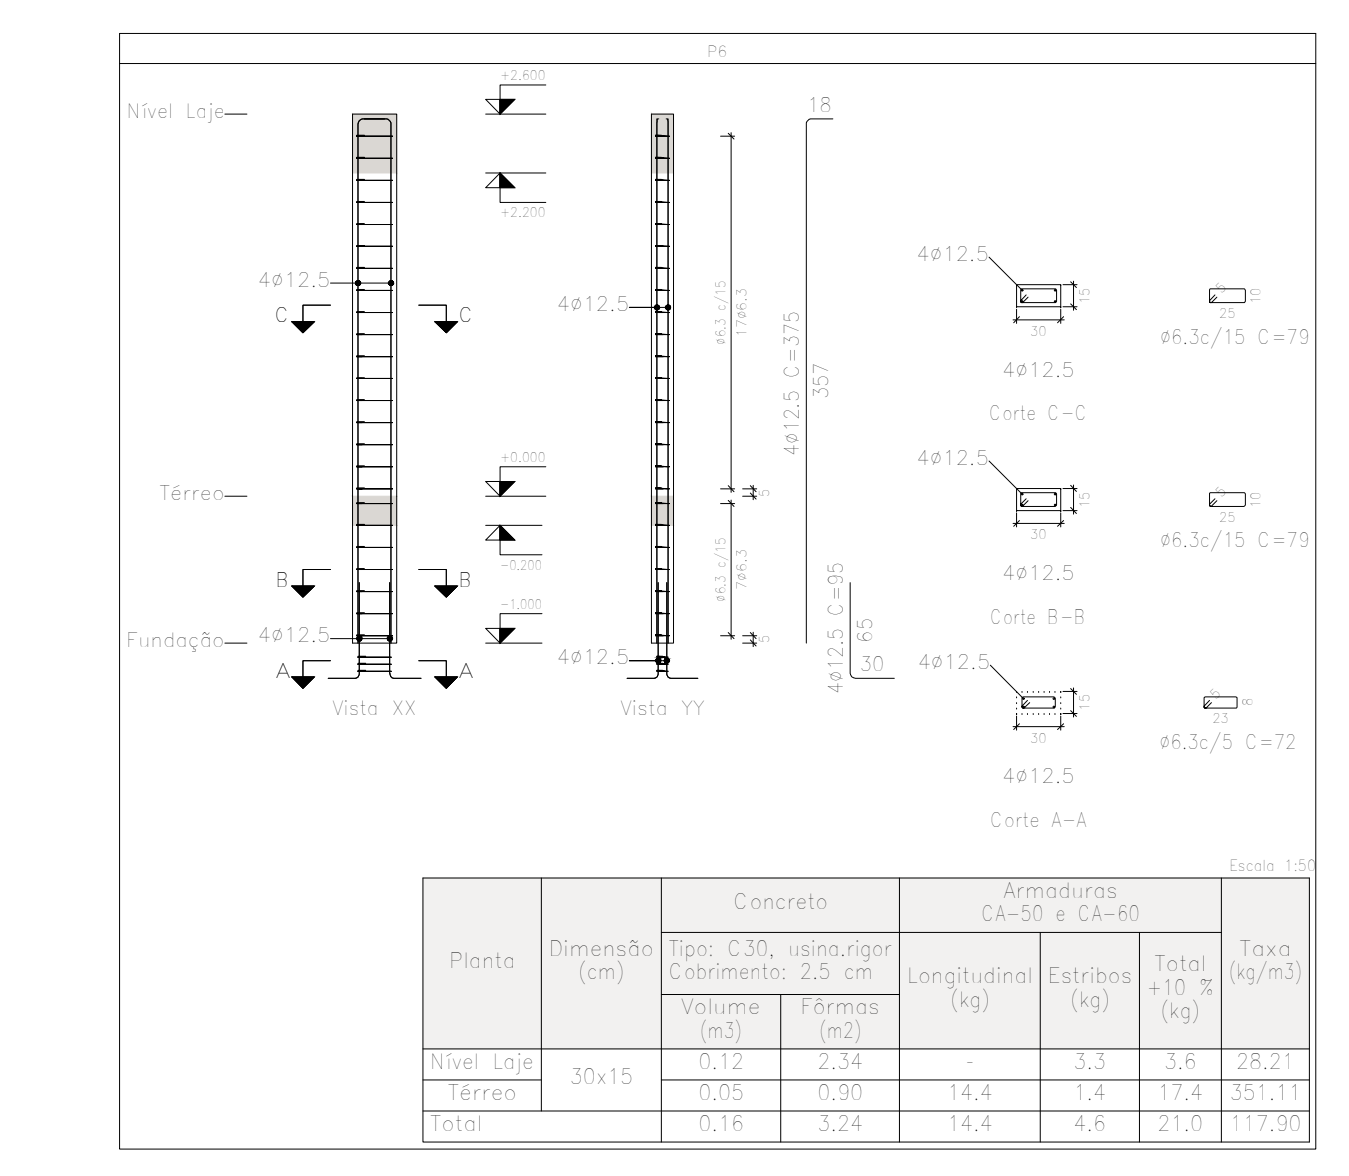 P6
Nível Laje
+2.600
+2.200
18
4ø12.5
C
C
4ø12.5
ø6.3 c/15
17ø6.3
4ø12.5 C=375
357
4ø12.5
15
30
4ø12.5
Corte C-C
5
10
25
ø6.3c/15 C=79
Térreo
+0.000
-0.200
5
ø6.3 c/15
7ø6.3
4ø12.5
15
30
4ø12.5
Corte B-B
5
10
25
ø6.3c/15 C=79
B
B
-1.000
Fundação
4ø12.5
5
4ø12.5
A
A
4ø12.5 C=95
65
30
Vista XX
Vista YY
4ø12.5
15
30
4ø12.5
Corte A-A
5
8
23
ø6.3c/5 C=72
Escala 1:50
Planta
Dimensão
(cm)
Concreto
Tipo: C30, usina.rigor
Cobrimento: 2.5 cm
Volume
(m3)
Fôrmas
(m2)
Armaduras
CA-50 e CA-60
Longitudinal
(kg)
Estribos
(kg)
Total
+10 %
(kg)
Taxa
(kg/m3)
Nível Laje 30x15 0.12 2.34 - 3.3 3.6 28.21
Térreo 0.05 0.90 14.4 1.4 17.4 351.11
Total 0.16 3.24 14.4 4.6 21.0 117.90